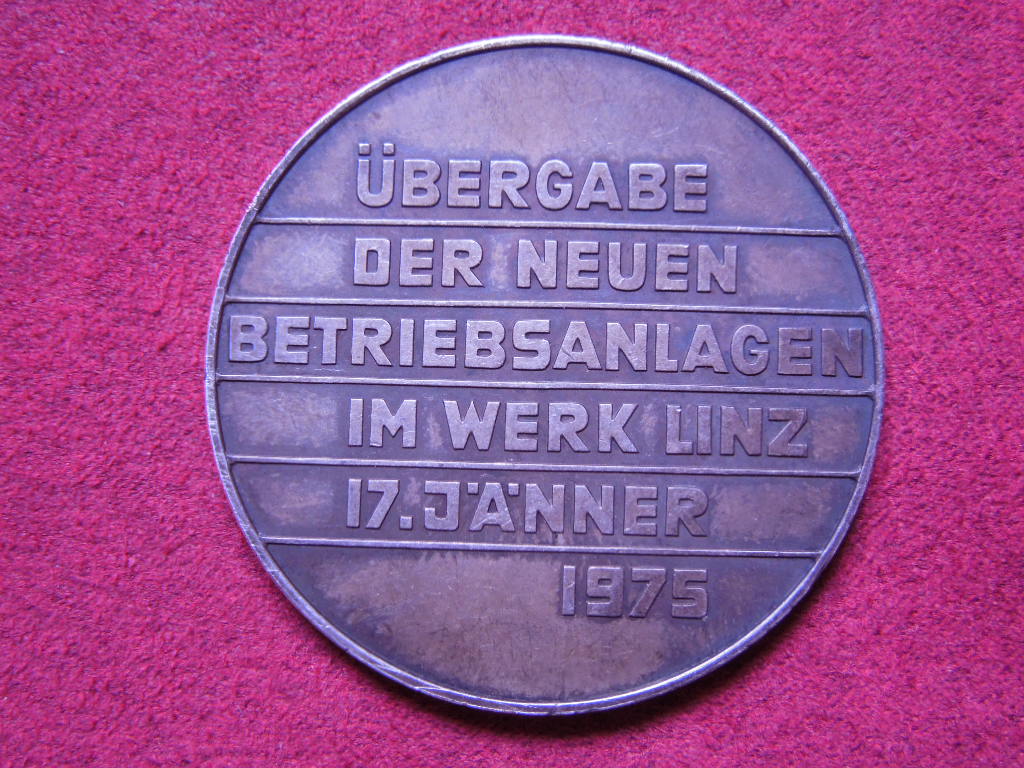 ÜBERGABE
DER NEUEN
BETRIEBSANLAGEN
IM WERK LINZ
17. JÄNNER
1975